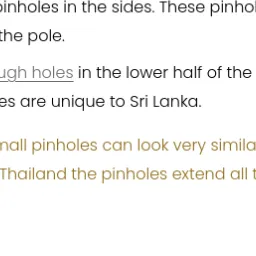 pinholes in the sides. These pinhol
the pole.
ugh holes in the lower half of the
es are unique to Sri Lanka.
mall pinholes can look very simila
Thailand the pinholes extend all t